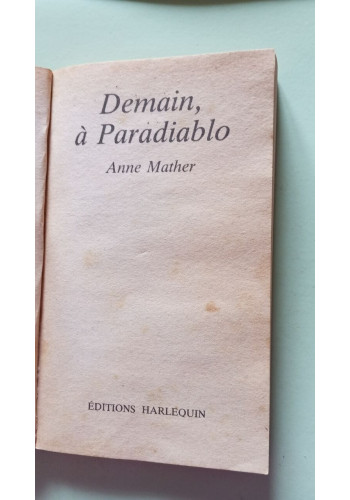 Demain,
à Paradiablo
Anne Mather
ÉDITIONS HARLEQUIN